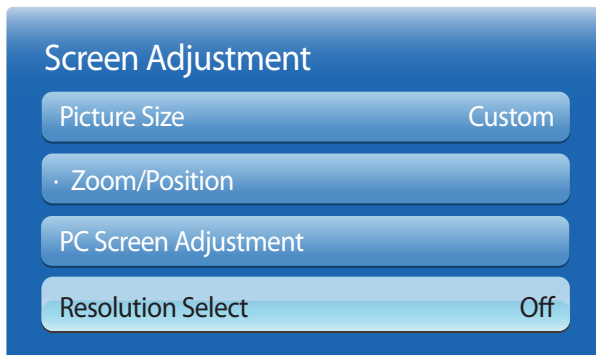 Screen Adjustment
Picture Size Custom
· Zoom/Position
PC Screen Adjustment
Resolution Select Off